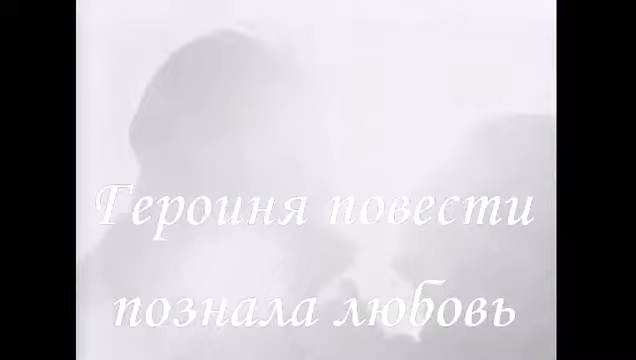 Героиня повести
познала любовь